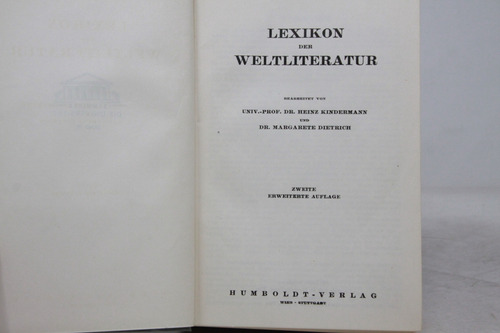 LEXIKON
DER
WELTLITERATUR
BEARBEITET VON
UNIV.-PROF. DR. HEINZ KINDERMANN
UND
DR. MARGARETE DIETRICH
ZWEITE
ERWEITERTE AUFLAGE
HUMBOLDT-VERLAG
WIEN - STUTTGART